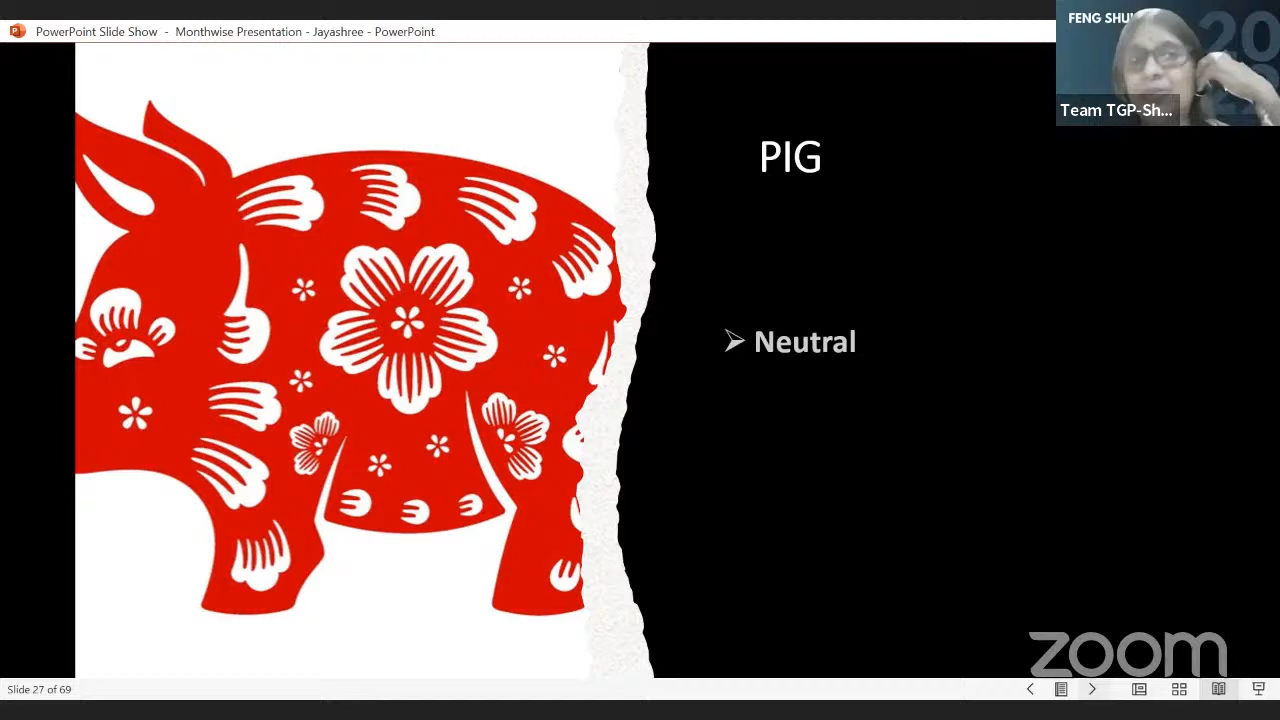 PowerPoint Slide Show - Monthwise Presentation - Jayashree - PowerPoint
FENG SHUI
20
Team TGP-Sh...
PIG
Neutral
zoom
Slide 27 of 69